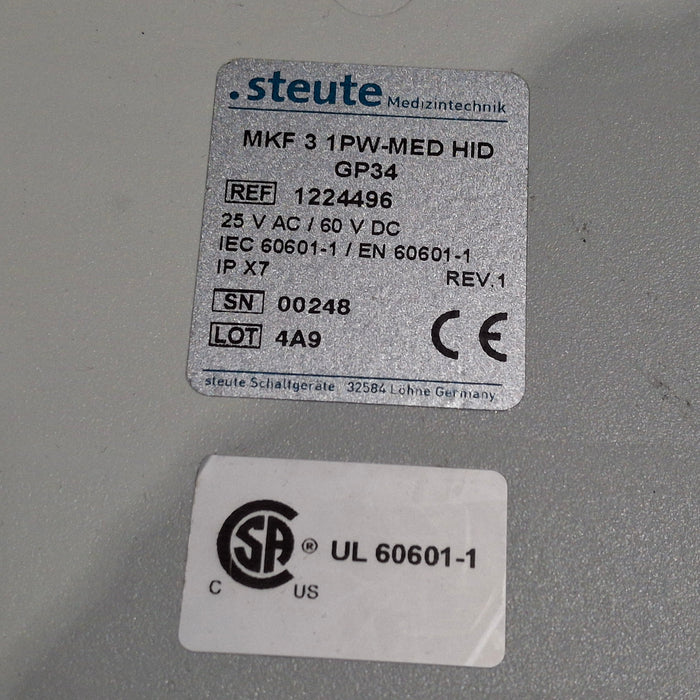 .steute Medizintechnik
MKF 3 1PW-MED HID
GP34
REF 1224496
25 V AC / 60 V DC
IEC 60601-1 / EN 60601-1
IP X7 REV.1
SN 00248
LOT 4A9
CE
steute Schaltgeräte 32584 Löhne Germany
CSA ® UL 60601-1
C US